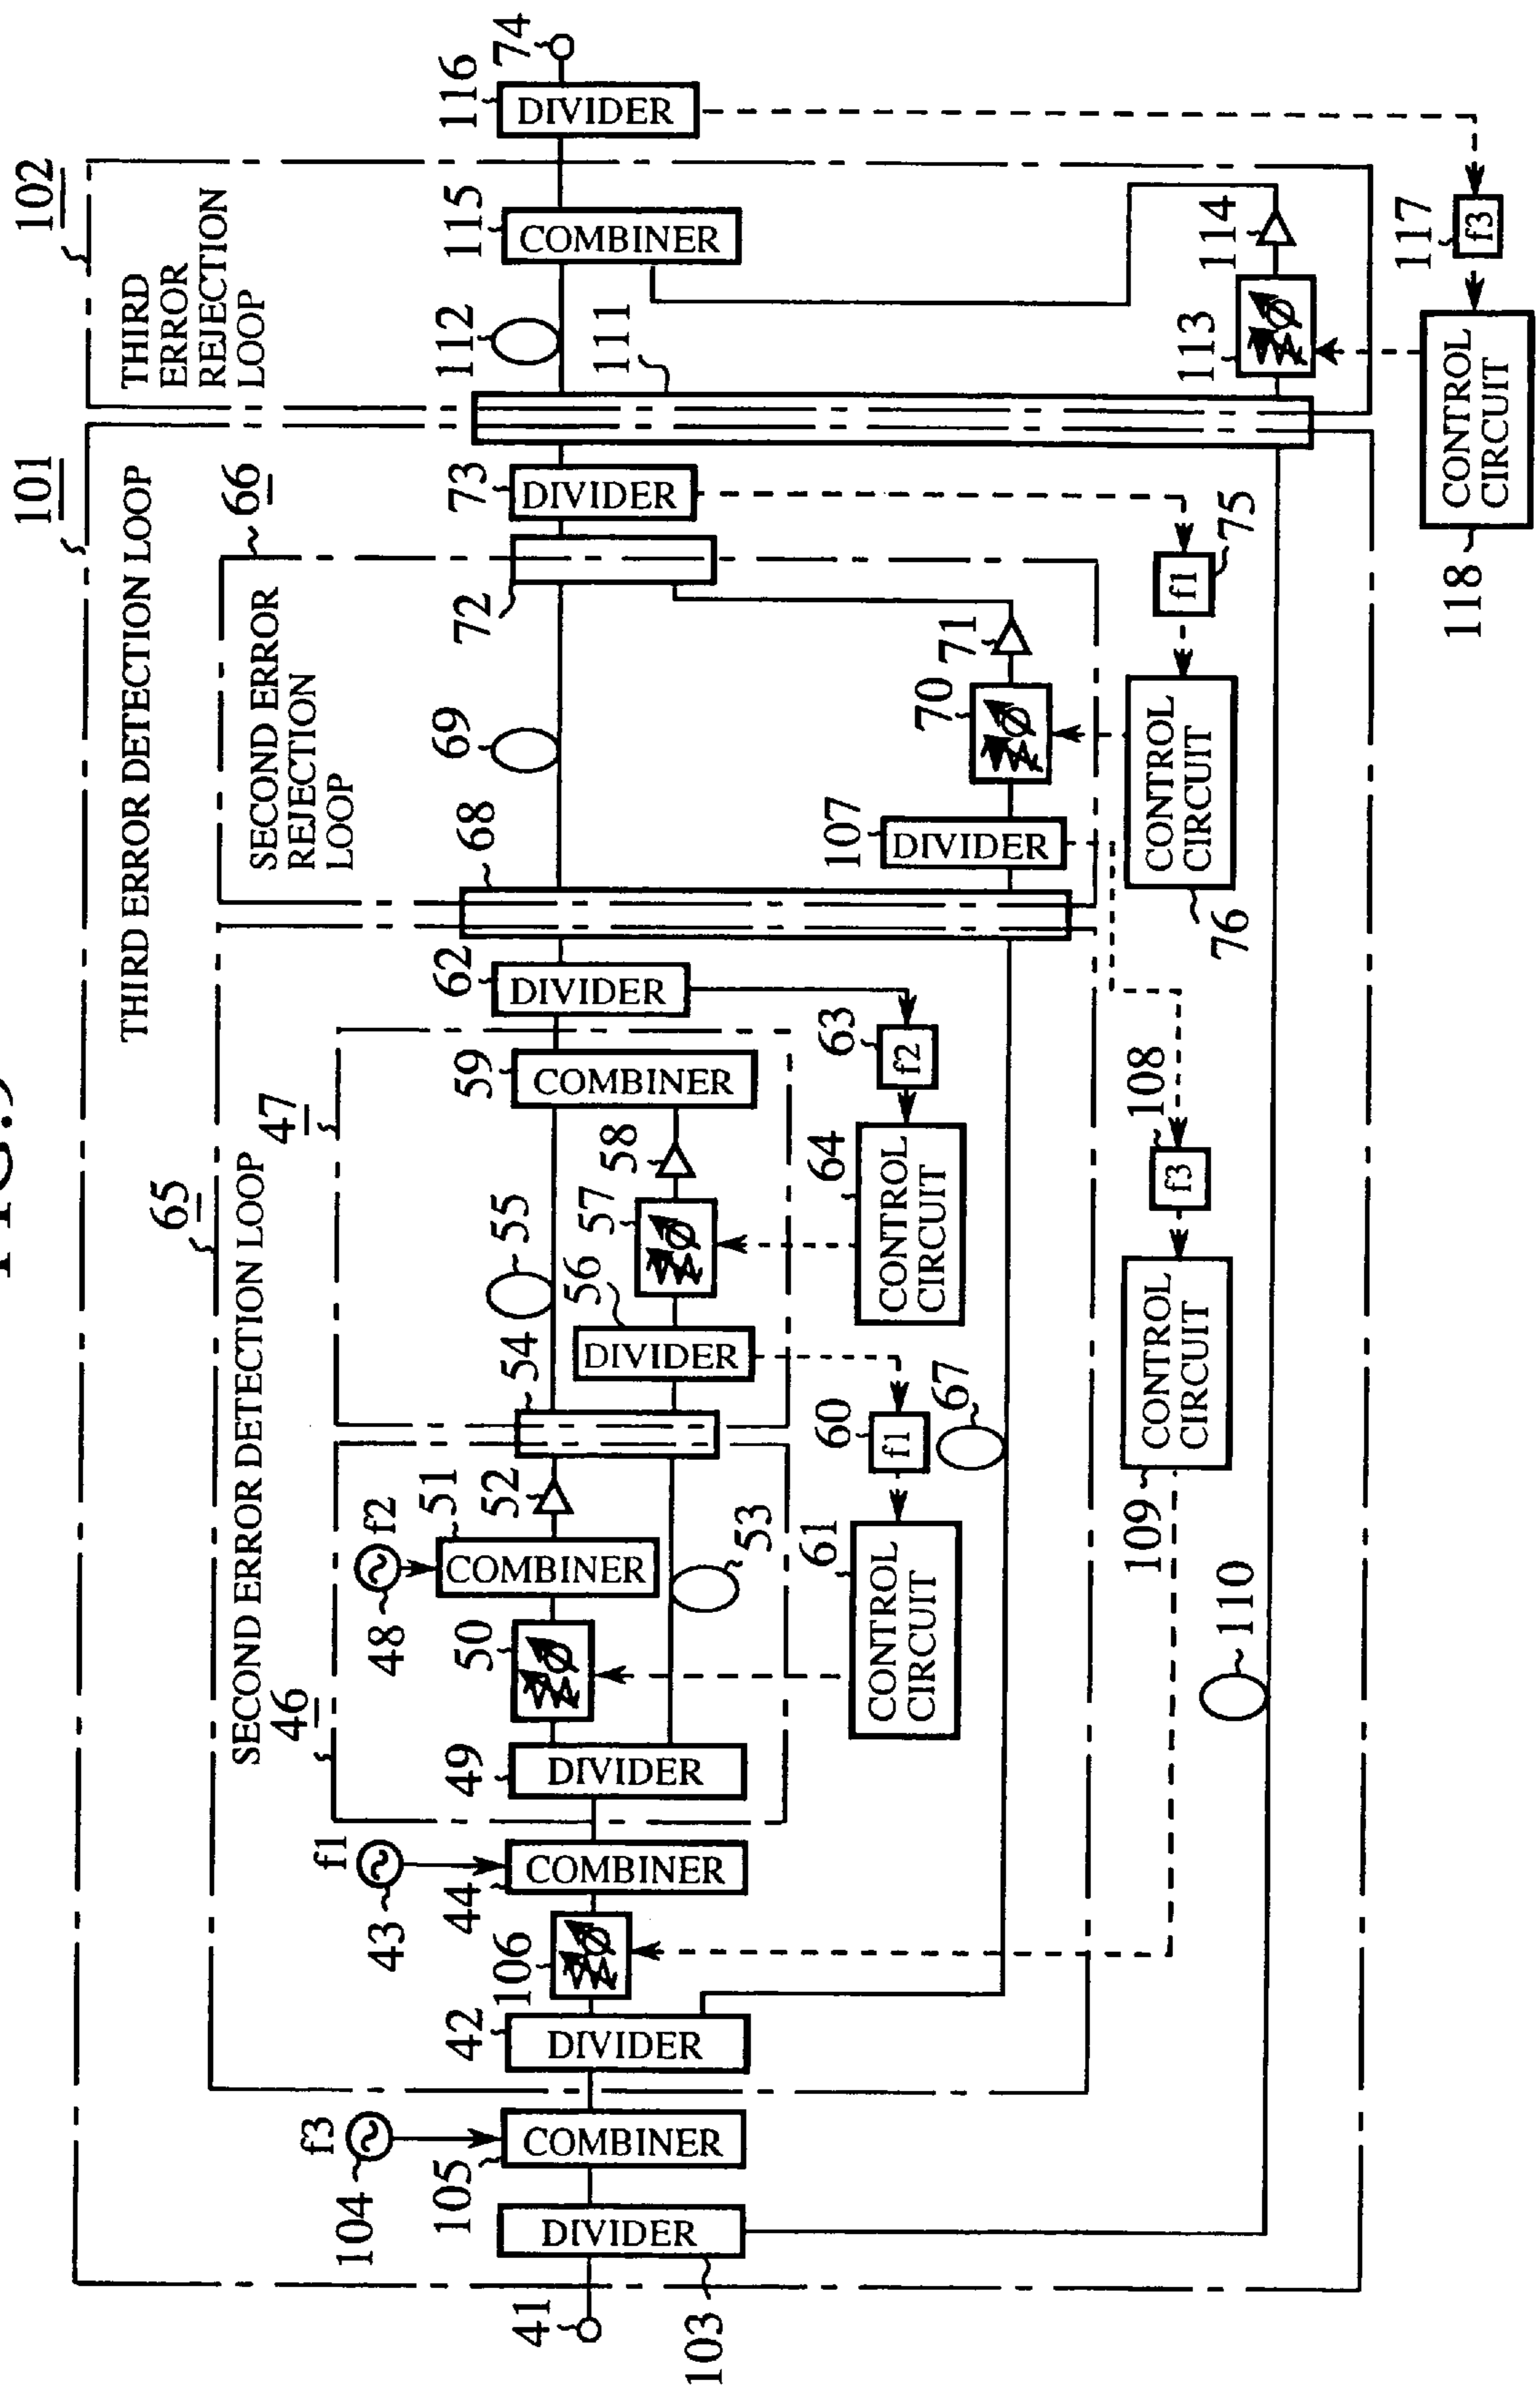 101
102
THIRD ERROR DETECTION LOOP
THIRD
ERROR
REJECTION
LOOP
65
SECOND ERROR DETECTION LOOP
66
SECOND ERROR
REJECTION
LOOP
46
47
f3
104
f1
43
f2
48
41
DIVIDER
103
COMBINER
105
DIVIDER
42
106
COMBINER
44
DIVIDER
49
50
COMBINER
51
52
53
54
55
DIVIDER
56
57
58
COMBINER
59
DIVIDER
62
f2
63
CONTROL
CIRCUIT
64
f1
60
CONTROL
CIRCUIT
61
67
68
69
DIVIDER
107
70
71
72
DIVIDER
73
f1
75
CONTROL
CIRCUIT
76
f3
108
CONTROL
CIRCUIT
109
110
111
112
113
114
COMBINER
115
DIVIDER
116
74
f3
117
CONTROL
CIRCUIT
118